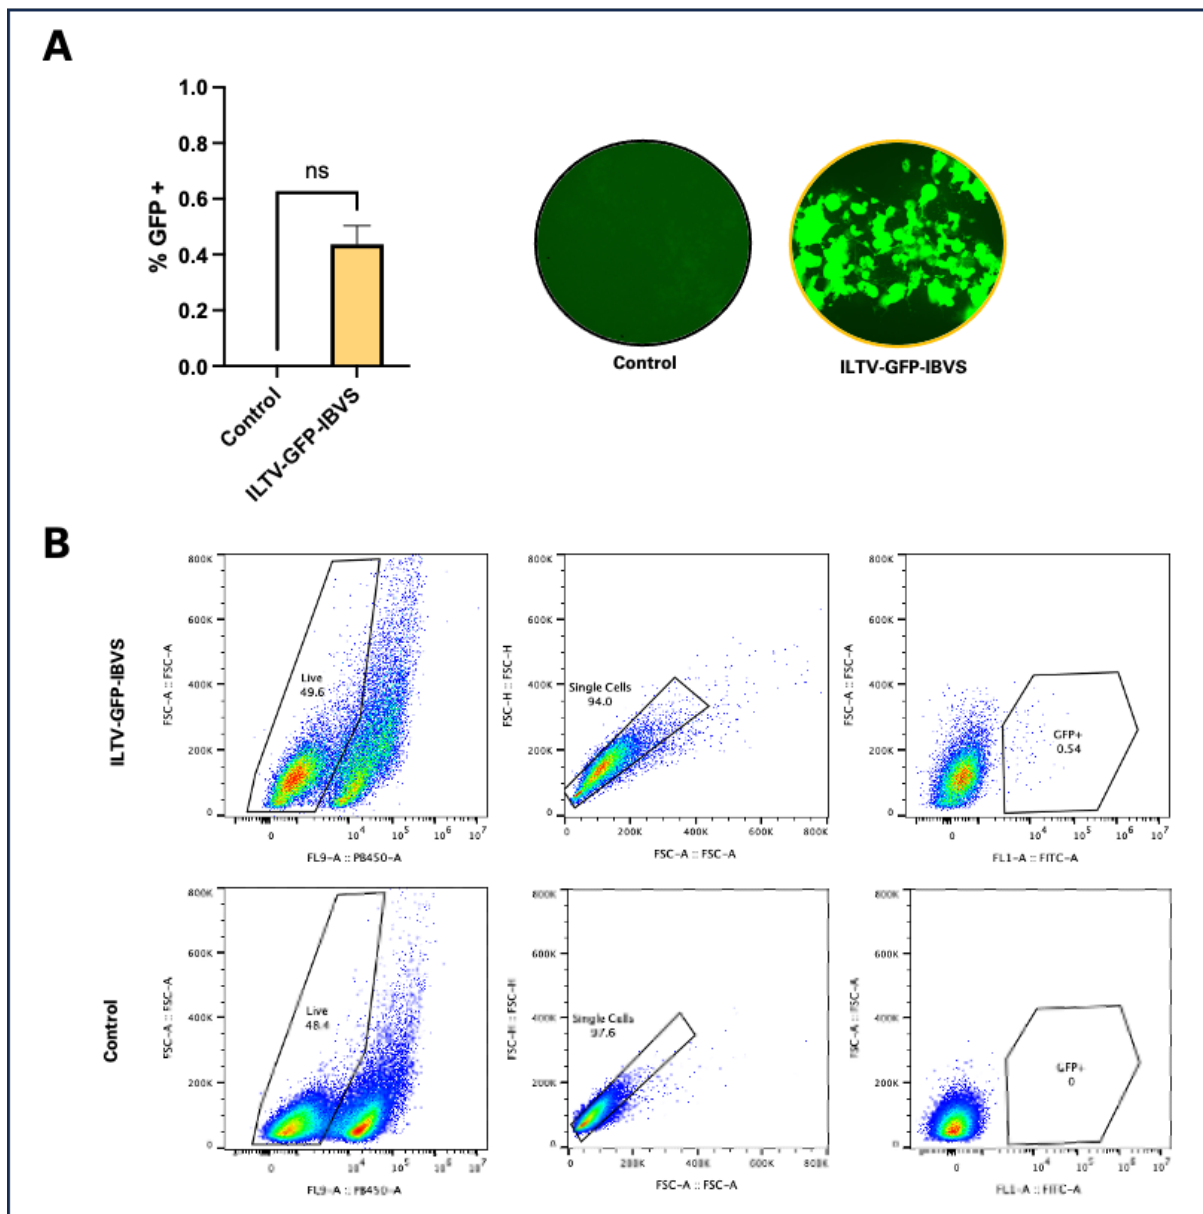 A
1.0
0.8
0.6
0.4
0.2
0.0
% GFP +
ns
Control
ILTV-GFP-IBVS
Control
ILTV-GFP-IBVS
B
ILTV-GFP-IBVS
800K
600K
400K
200K
0
FSC-A :: FSC-A
Live
49.6
0 10^4 10^5 10^6 10^7
FL9-A :: PB450-A
800K
600K
400K
200K
0
FSC-H :: FSC-H
Single Cells
94.0
0 200K 400K 600K 800K
FSC-A :: FSC-A
800K
600K
400K
200K
0
FSC-A :: FSC-A
GFP+
0.54
0 10^4 10^5 10^6 10^7
FL1-A :: FITC-A
Control
800K
600K
400K
200K
0
FSC-A :: FSC-A
Live
48.4
0 10^4 10^5 10^6 10^7
FL9-A :: PB450-A
800K
600K
400K
200K
0
FSC-H :: FSC-H
Single Cells
97.6
0 200K 400K 600K 800K
FSC-A :: FSC-A
800K
600K
400K
200K
0
FSC-A :: FSC-A
GFP+
0
0 10^4 10^5 10^6 10^7
FL1-A :: FITC-A